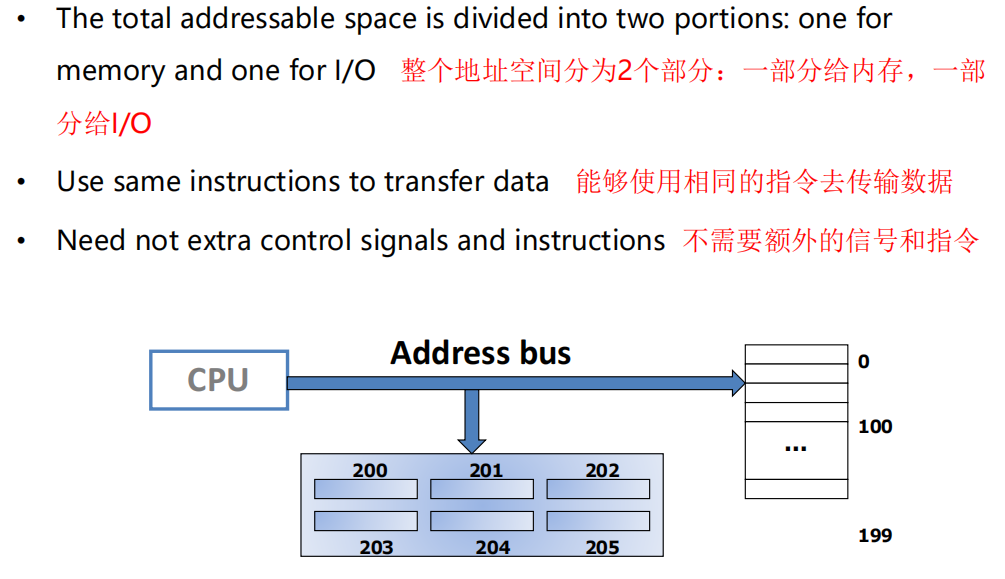 • The total addressable space is divided into two portions: one for
memory and one for I/O 整个地址空间分为2个部分：一部分给内存，一部
分给I/O
• Use same instructions to transfer data 能够使用相同的指令去传输数据
• Need not extra control signals and instructions 不需要额外的信号和指令
Address bus
CPU
0
100
...
200 201 202
203 204 205
199